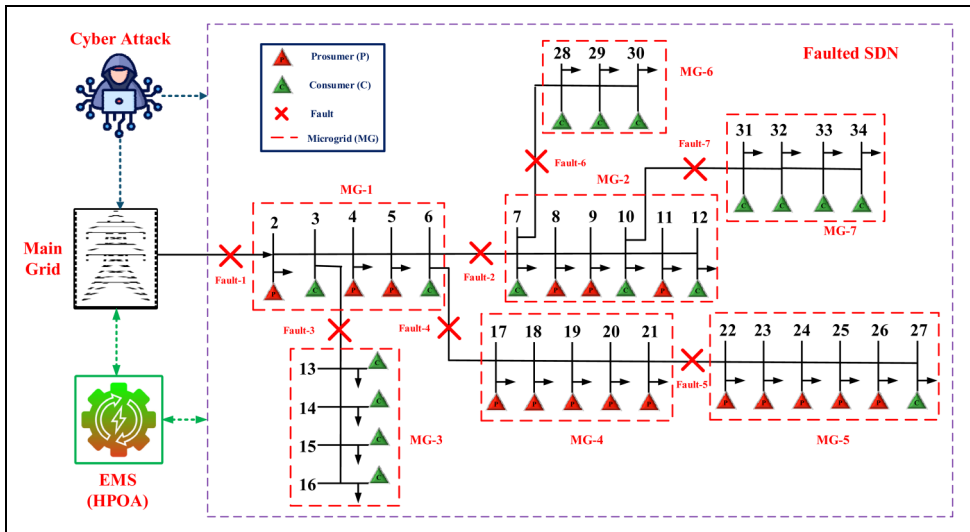 Cyber Attack
Prosumer (P)
Consumer (C)
Fault
Microgrid (MG)
P
C
28 29 30
MG-6
C C C
Faulted SDN
Fault-6
Fault-7
31 32 33 34
C C C C
MG-7
MG-1
2 3 4 5 6
P C P P C
MG-2
7 8 9 10 11 12
C P P C P C
Main
Grid
Fault-1
Fault-2
Fault-3
Fault-4
17 18 19 20 21
P P P P P
MG-4
Fault-5
22 23 24 25 26 27
P P P P P C
MG-5
13 C
14 C
15 C
16 C
MG-3
EMS
(HPOA)